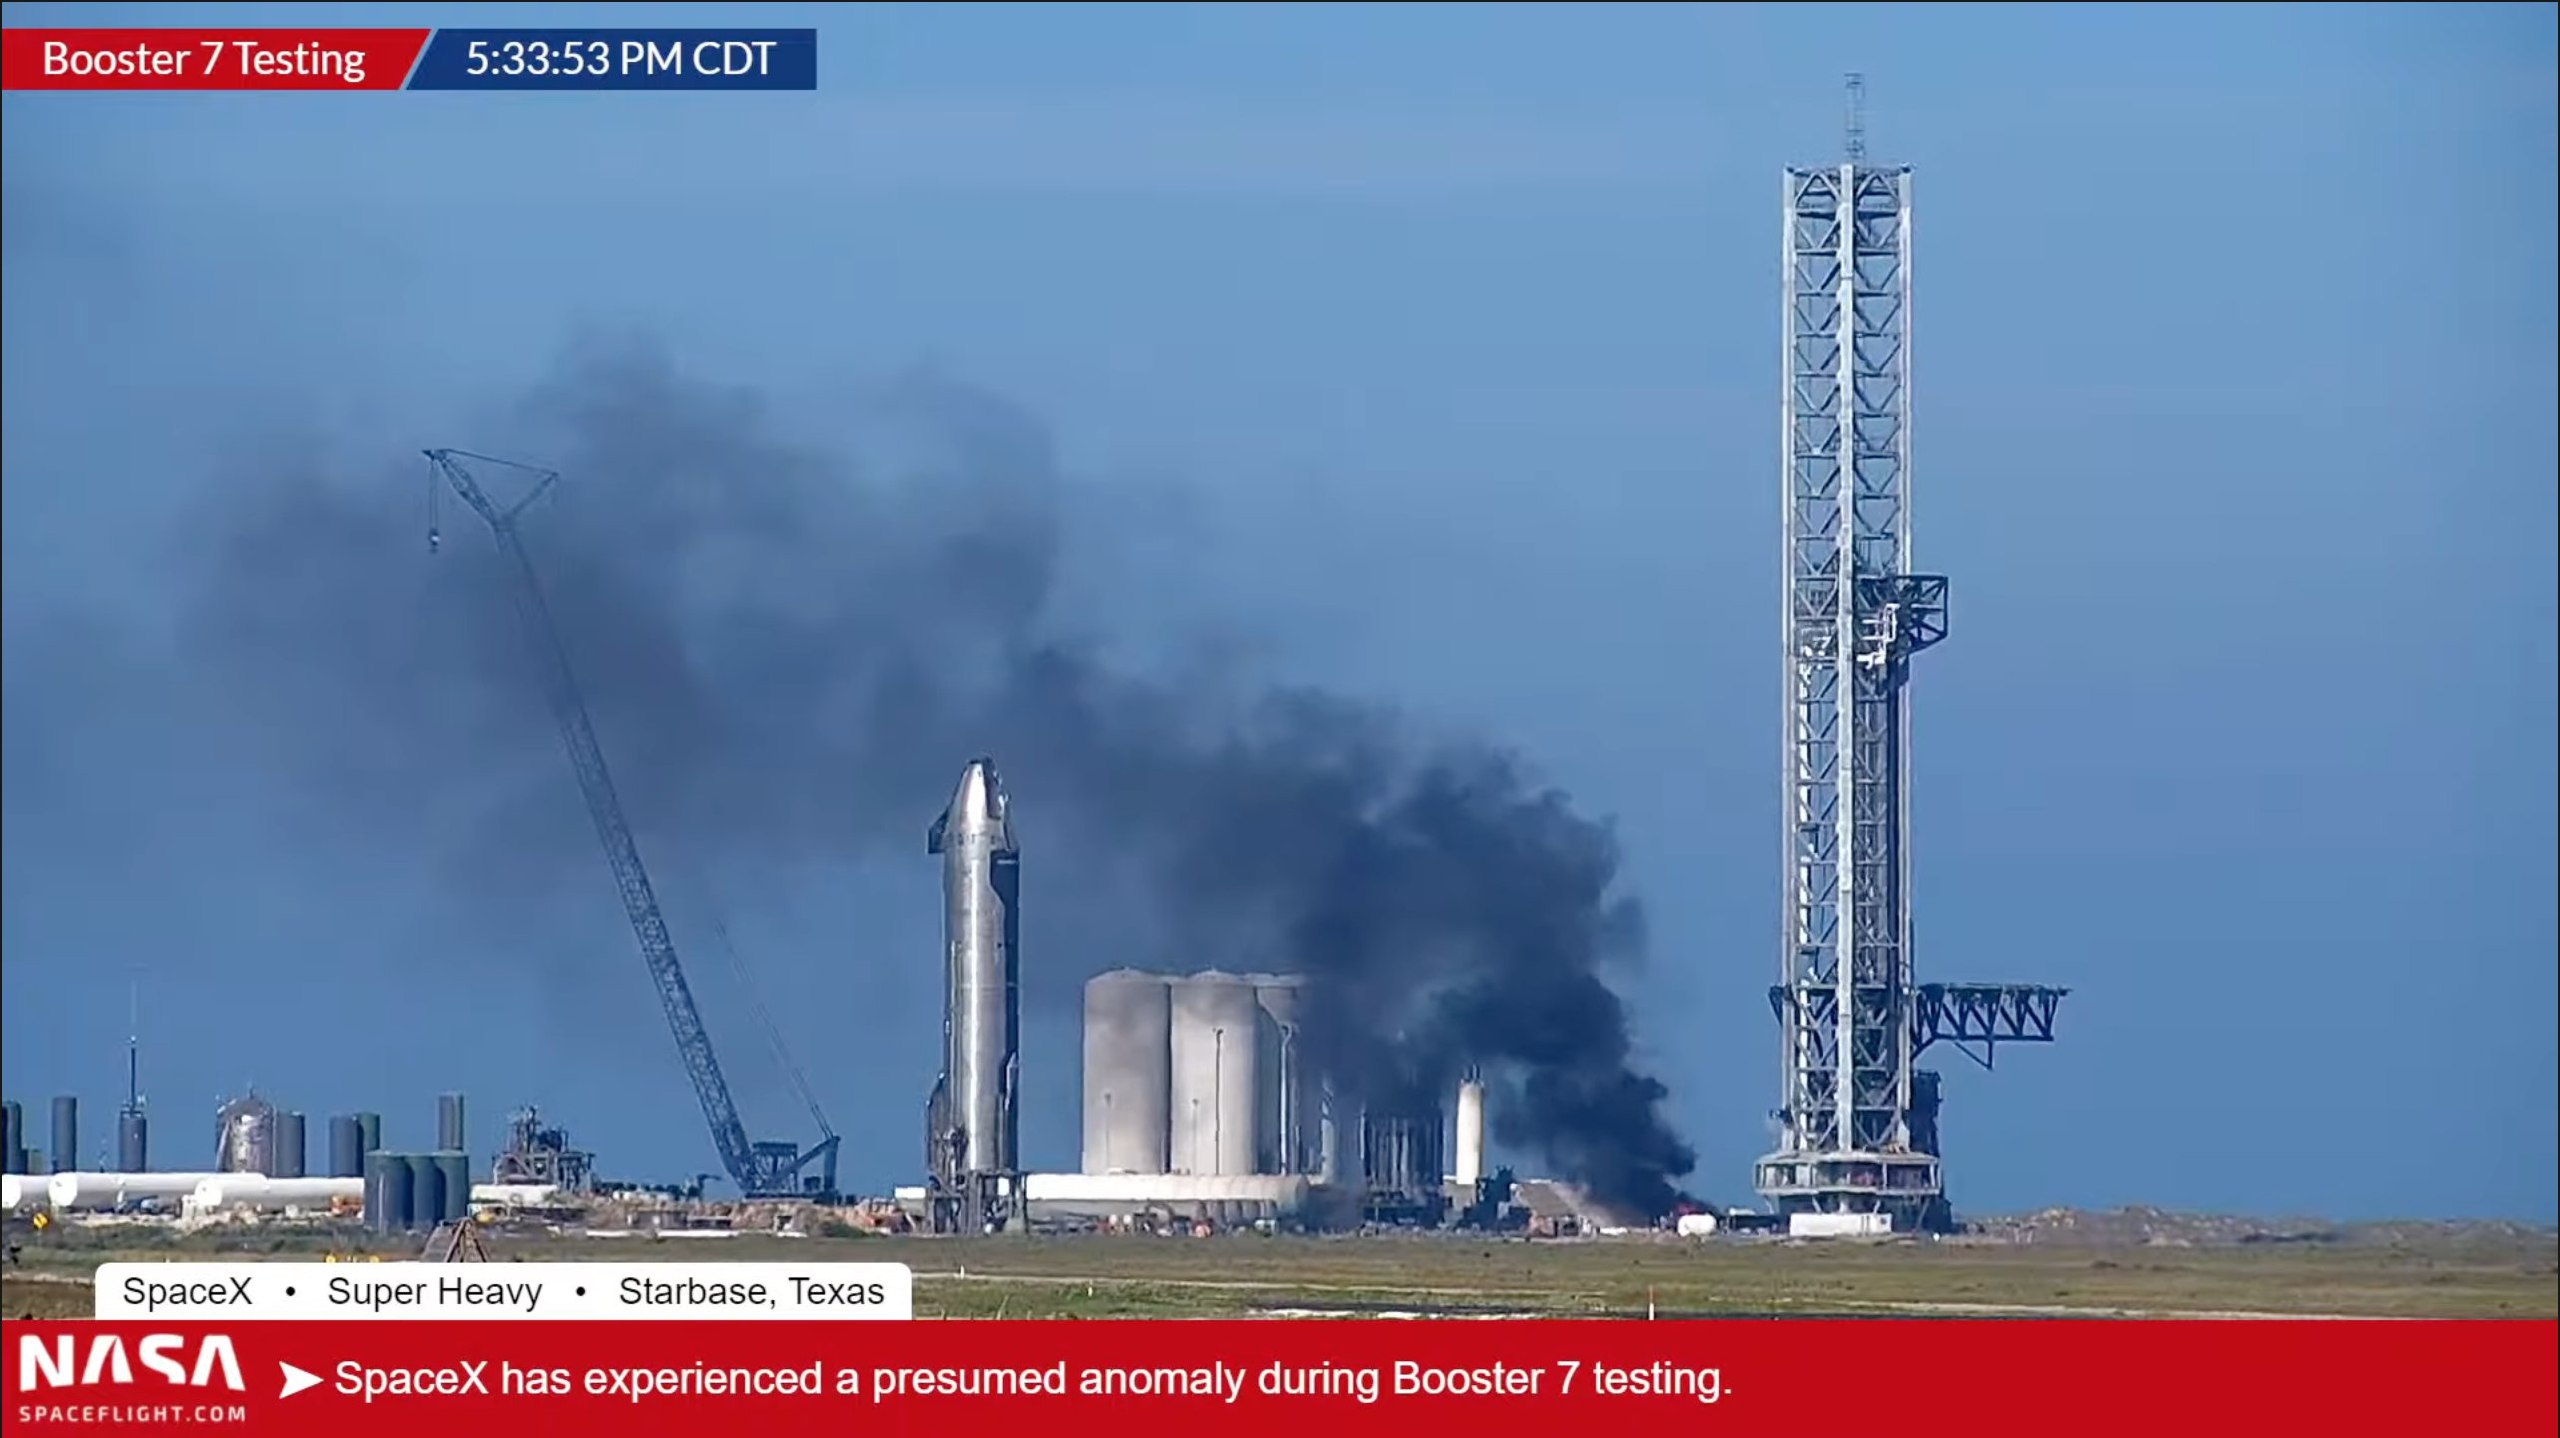 Booster 7 Testing
5:33:53 PM CDT
SpaceX • Super Heavy • Starbase, Texas
NASA
SPACEFLIGHT.COM
➤ SpaceX has experienced a presumed anomaly during Booster 7 testing.